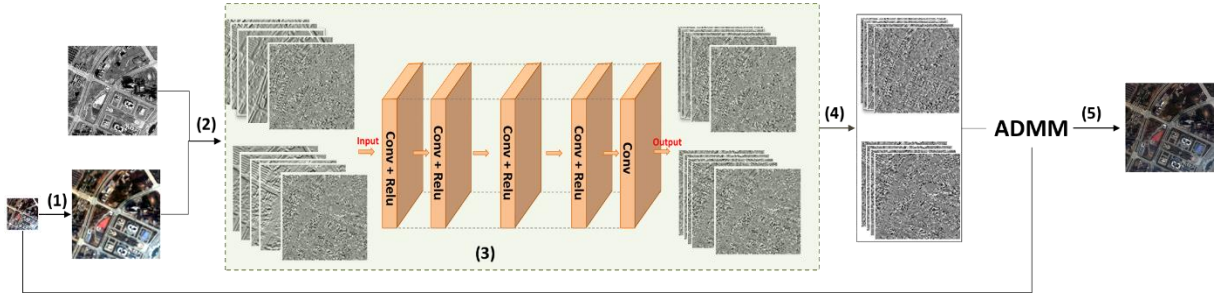 (1)
(2)
Input
Conv + Relu
Conv + Relu
Conv + Relu
Conv + Relu
Conv
Output
(3)
(4)
ADMM
(5)